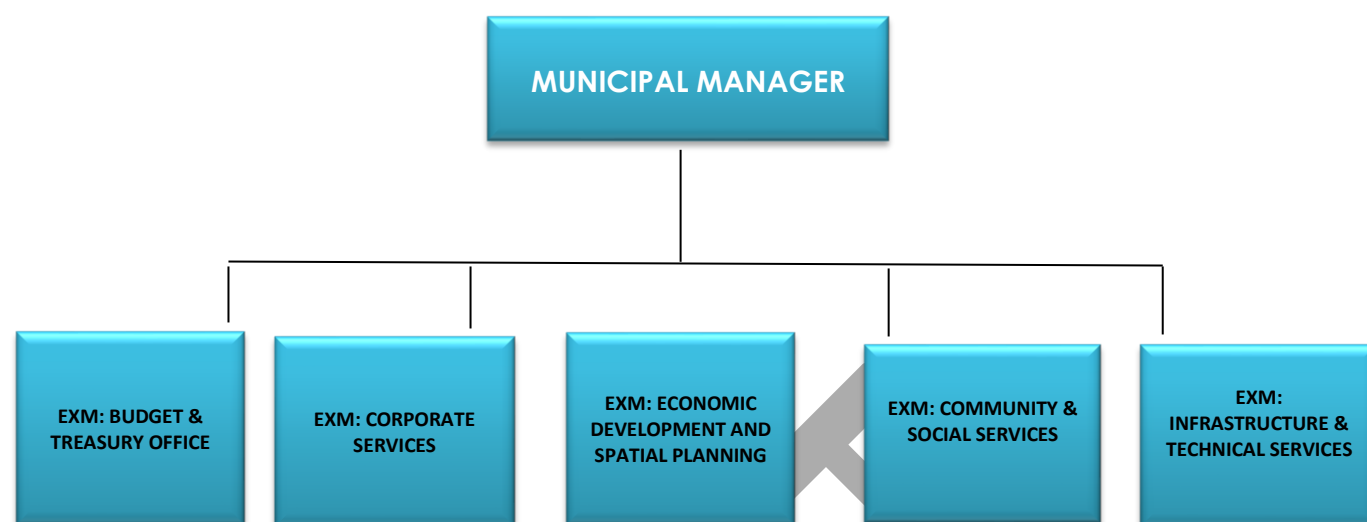 MUNICIPAL MANAGER
EXM: BUDGET &
TREASURY OFFICE
EXM: CORPORATE
SERVICES
EXM: ECONOMIC
DEVELOPMENT AND
SPATIAL PLANNING
EXM: COMMUNITY &
SOCIAL SERVICES
EXM:
INFRASTRUCTURE &
TECHNICAL SERVICES